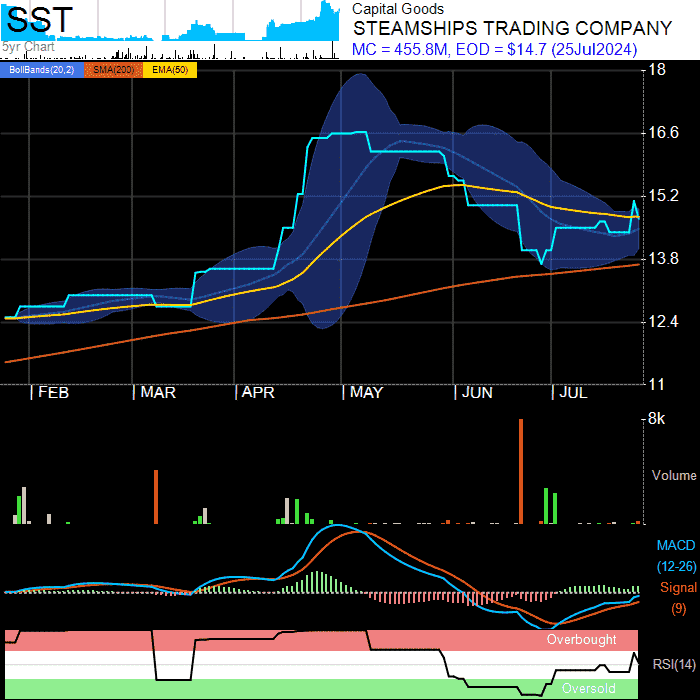 SST
Capital Goods
STEAMSHIPS TRADING COMPANY
5yr Chart
MC = 455.8M, EOD = $14.7 (25Jul2024)
BollBands(20,2) SMA(200) EMA(50)
18
16.6
15.2
13.8
12.4
11
FEB MAR APR MAY JUN JUL
8k
Volume
MACD
(12-26)
Signal
(9)
Overbought
RSI(14)
Oversold